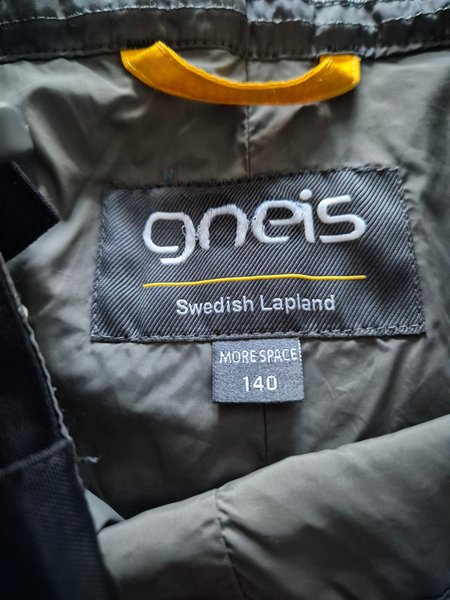 gneis
Swedish Lapland
MORE SPACE
140